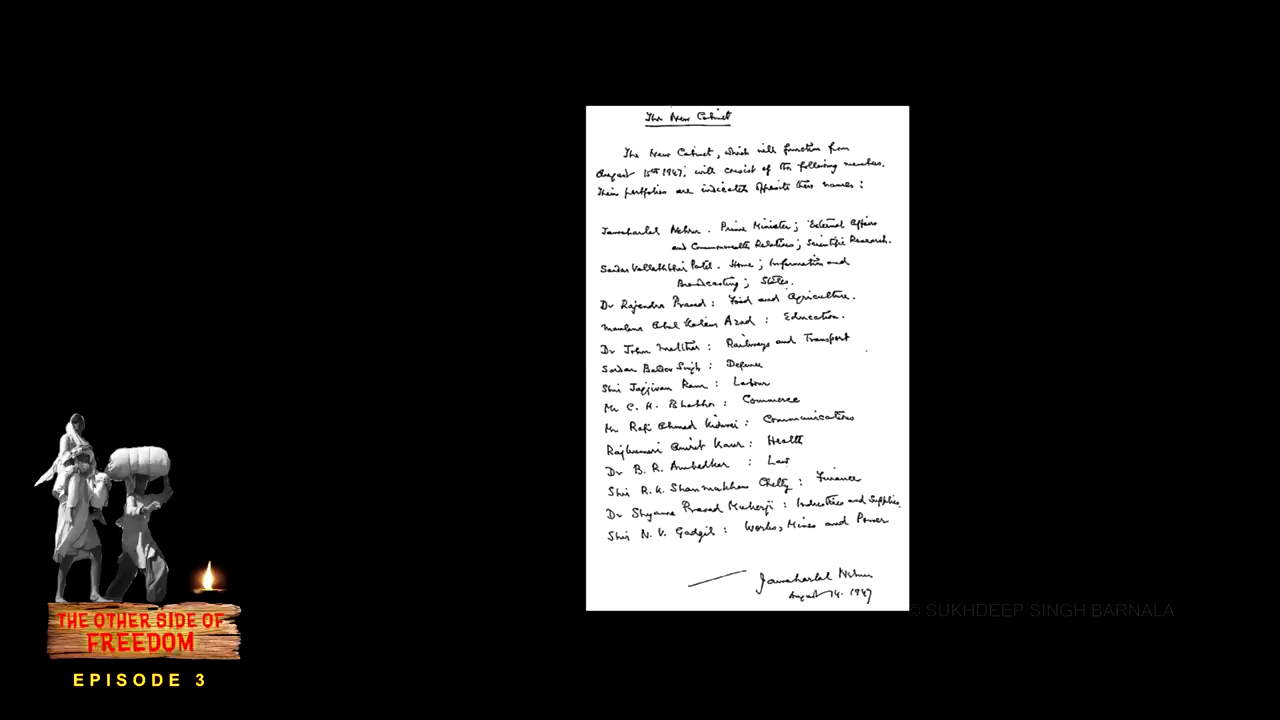 The New Cabinet
The New Cabinet, which will function from
August 15th 1947, will consist of the following members.
Their portfolios are indicated opposite their names:
Jawaharlal Nehru. Prime Minister; External Affairs
and Commonwealth Relations; Scientific Research.
Sardar Vallabhbhai Patel. Home; Information and
Broadcasting; States.
Dr Rajendra Prasad: Food and Agriculture.
Maulana Abul Kalam Azad: Education.
Dr John Matthai: Railways and Transport
Sardar Baldev Singh: Defence
Shri Jagjivan Ram: Labour
Mr C. H. Bhabha: Commerce
Mr Rafi Ahmad Kidwai: Communications
Rajkumari Amrit Kaur: Health
Dr B. R. Ambedkar: Law
Shri R. K. Shanmukham Chetty: Finance
Dr Shyama Prasad Mukerji: Industries and Supplies.
Shri N. V. Gadgil: Works, Mines and Power
Jawaharlal Nehru
August 14. 1947
© SUKHDEEP SINGH BARNALA
THE OTHER SIDE OF
FREEDOM
EPISODE 3